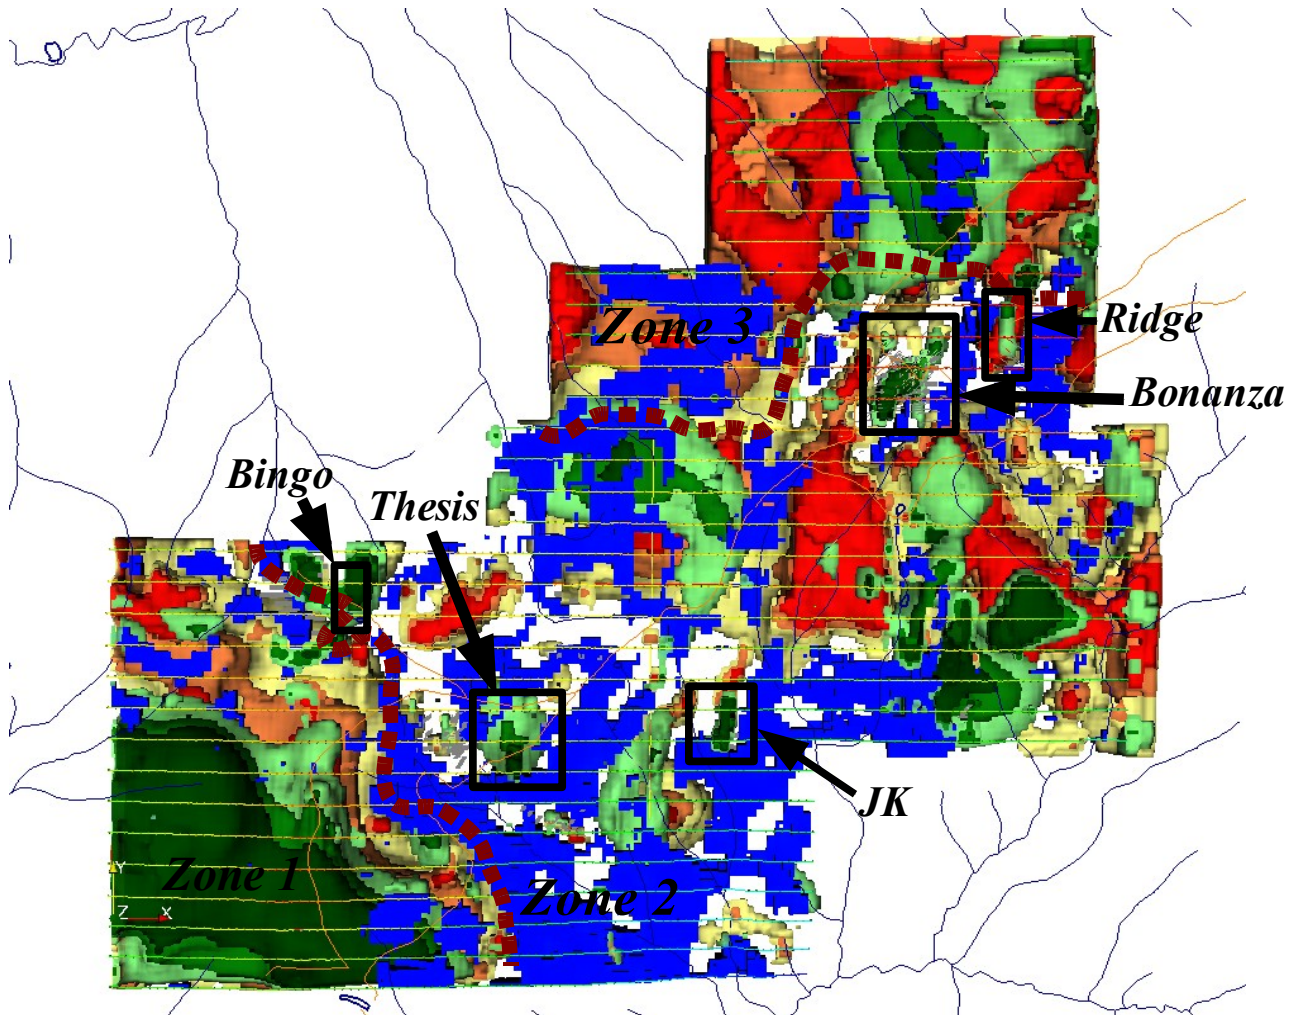 Zone 3
Ridge
Bonanza
Bingo
Thesis
JK
Zone 1
Y
Z X
Zone 2